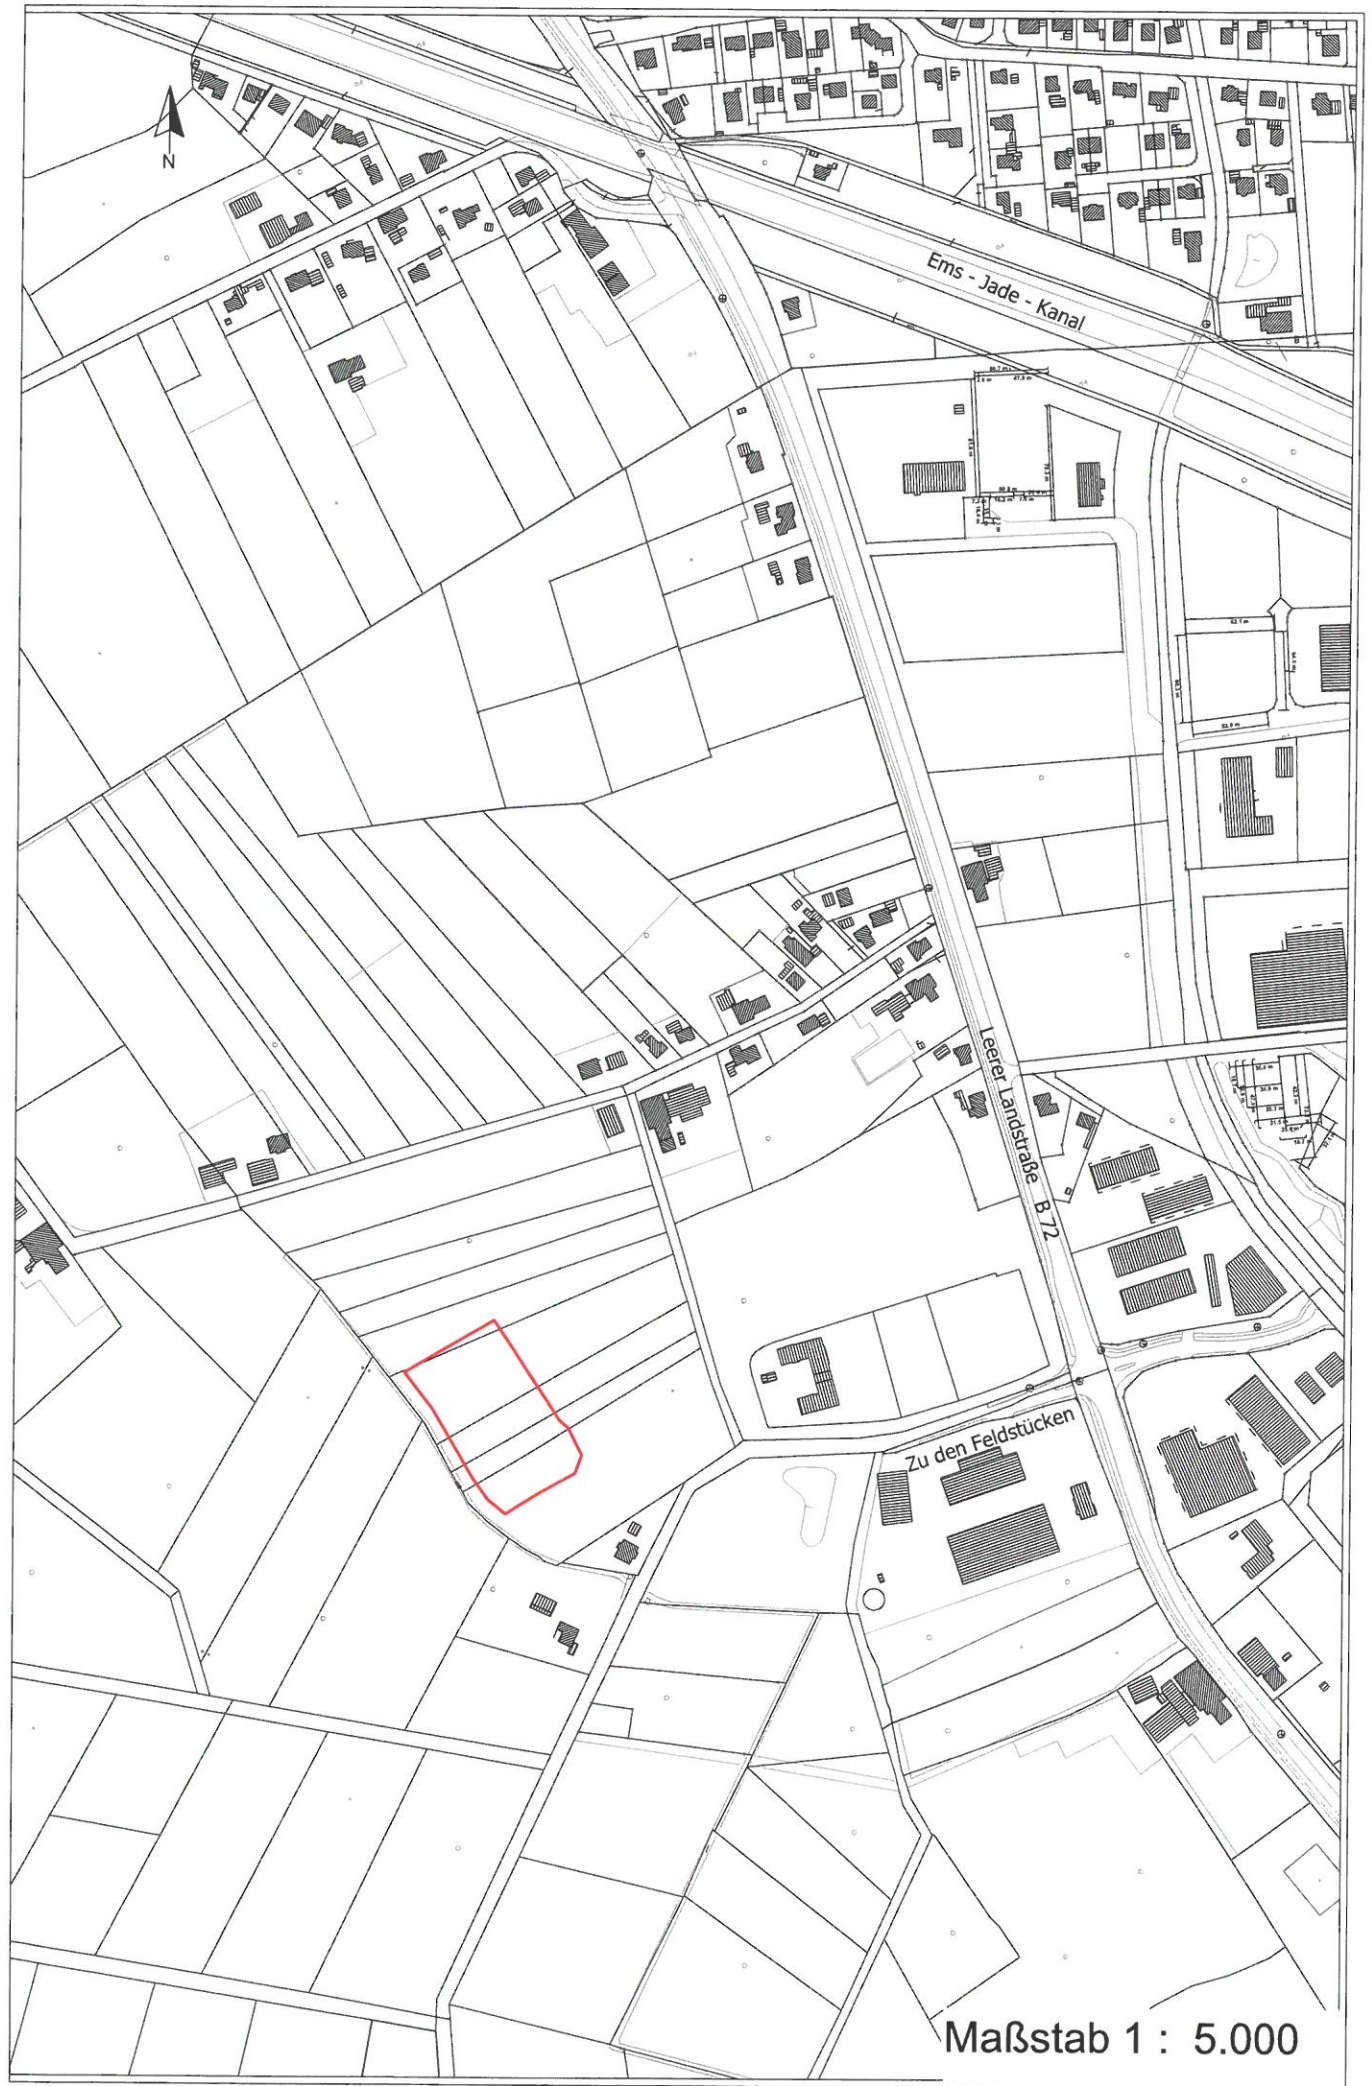 N
Ems - Jade - Kanal
Leerer Landstraße B 72
Zu den Feldstücken
Maßstab 1 : 5.000